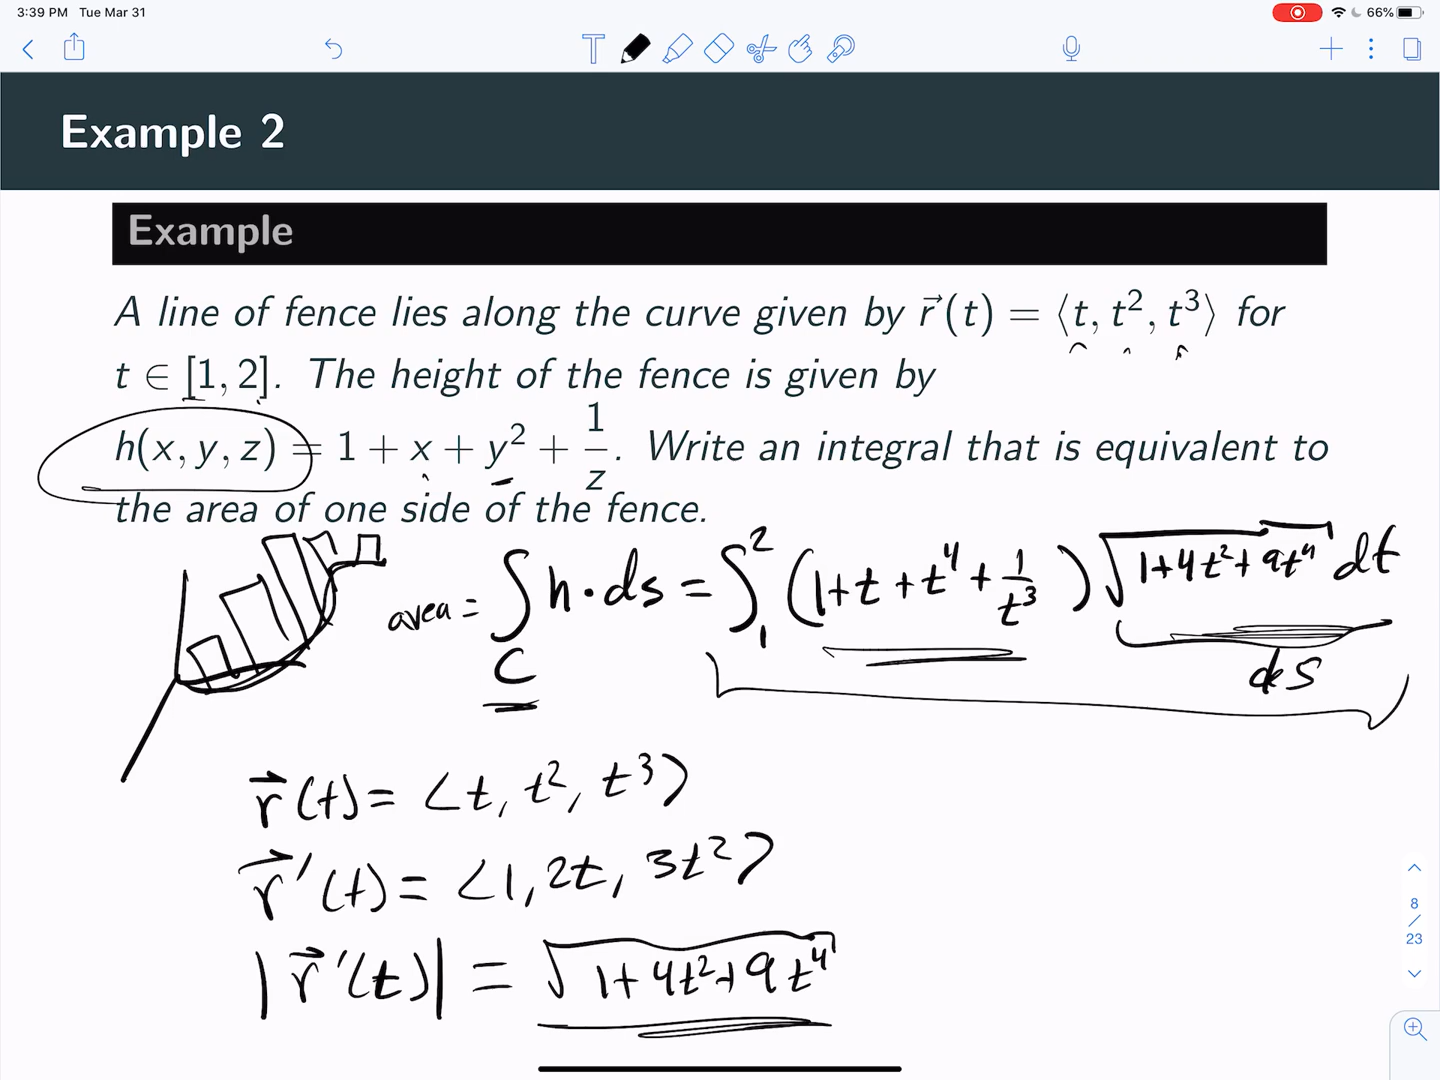 3:39 PM Tue Mar 31
66%
T
Example 2
Example
A line of fence lies along the curve given by r⃗(t) = ⟨t, t², t³⟩ for
t ∈ [1, 2]. The height of the fence is given by
h(x, y, z) = 1 + x + y² + 1/z. Write an integral that is equivalent to
the area of one side of the fence.
area = ∫_C h · ds = ∫₁² (1+t+t⁴+1/t³) √(1+4t²+9t⁴) dt
ds
r⃗(t) = <t, t², t³>
r⃗'(t) = <1, 2t, 3t²>
|r⃗'(t)| = √(1+4t²+9t⁴)
8
/
23